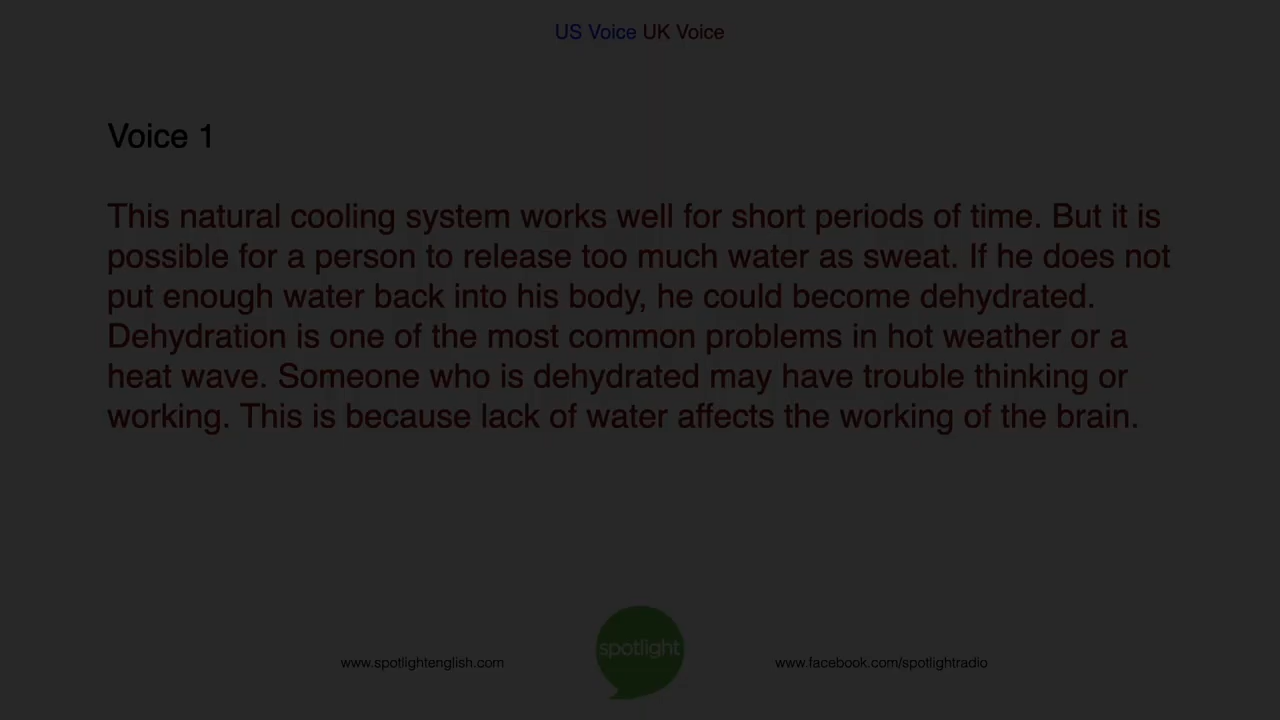 US Voice UK Voice
Voice 1
This natural cooling system works well for short periods of time. But it is
possible for a person to release too much water as sweat. If he does not
put enough water back into his body, he could become dehydrated.
Dehydration is one of the most common problems in hot weather or a
heat wave. Someone who is dehydrated may have trouble thinking or
working. This is because lack of water affects the working of the brain.
spotlight
www.spotlightenglish.com
www.facebook.com/spotlightradio